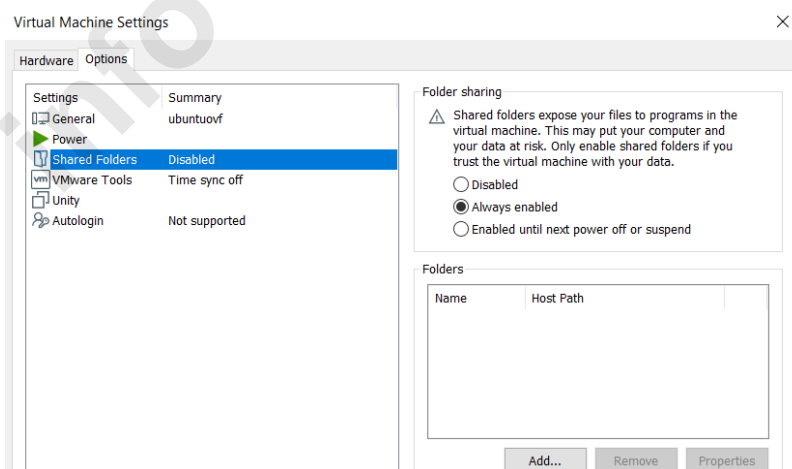 Virtual Machine Settings
Hardware Options
Settings Summary
General ubuntuovf
Power
Shared Folders Disabled
vm VMware Tools Time sync off
Unity
Autologin Not supported
Folder sharing
Shared folders expose your files to programs in the
virtual machine. This may put your computer and
your data at risk. Only enable shared folders if you
trust the virtual machine with your data.
Disabled
Always enabled
Enabled until next power off or suspend
Folders
Name Host Path
Add... Remove Properties
info